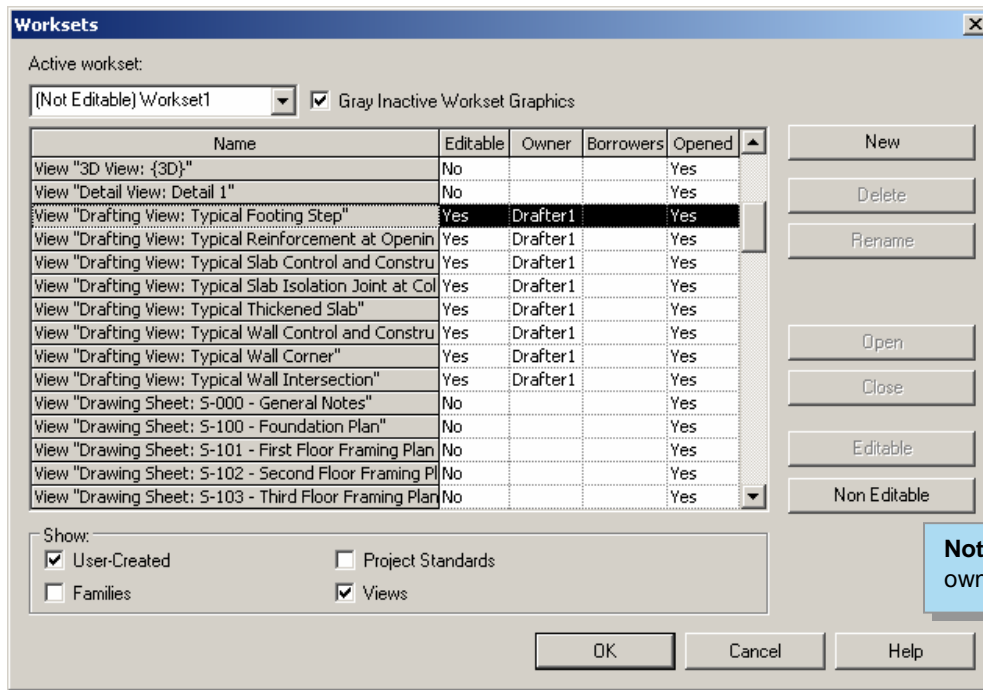 Worksets
Active workset:
(Not Editable) Workset1
Gray Inactive Workset Graphics
Name Editable Owner Borrowers Opened
View "3D View: {3D}" No Yes
View "Detail View: Detail 1" No Yes
View "Drafting View: Typical Footing Step" Yes Drafter1 Yes
View "Drafting View: Typical Reinforcement at Openin Yes Drafter1 Yes
View "Drafting View: Typical Slab Control and Constru Yes Drafter1 Yes
View "Drafting View: Typical Slab Isolation Joint at Col Yes Drafter1 Yes
View "Drafting View: Typical Thickened Slab" Yes Drafter1 Yes
View "Drafting View: Typical Wall Control and Constru Yes Drafter1 Yes
View "Drafting View: Typical Wall Corner" Yes Drafter1 Yes
View "Drafting View: Typical Wall Intersection" Yes Drafter1 Yes
View "Drawing Sheet: S-000 - General Notes" No Yes
View "Drawing Sheet: S-100 - Foundation Plan" No Yes
View "Drawing Sheet: S-101 - First Floor Framing Plan No Yes
View "Drawing Sheet: S-102 - Second Floor Framing Pl No Yes
View "Drawing Sheet: S-103 - Third Floor Framing Plan No Yes
New
Delete
Rename
Open
Close
Editable
Non Editable
Show:
User-Created
Project Standards
Families
Views
Not
own
OK
Cancel
Help